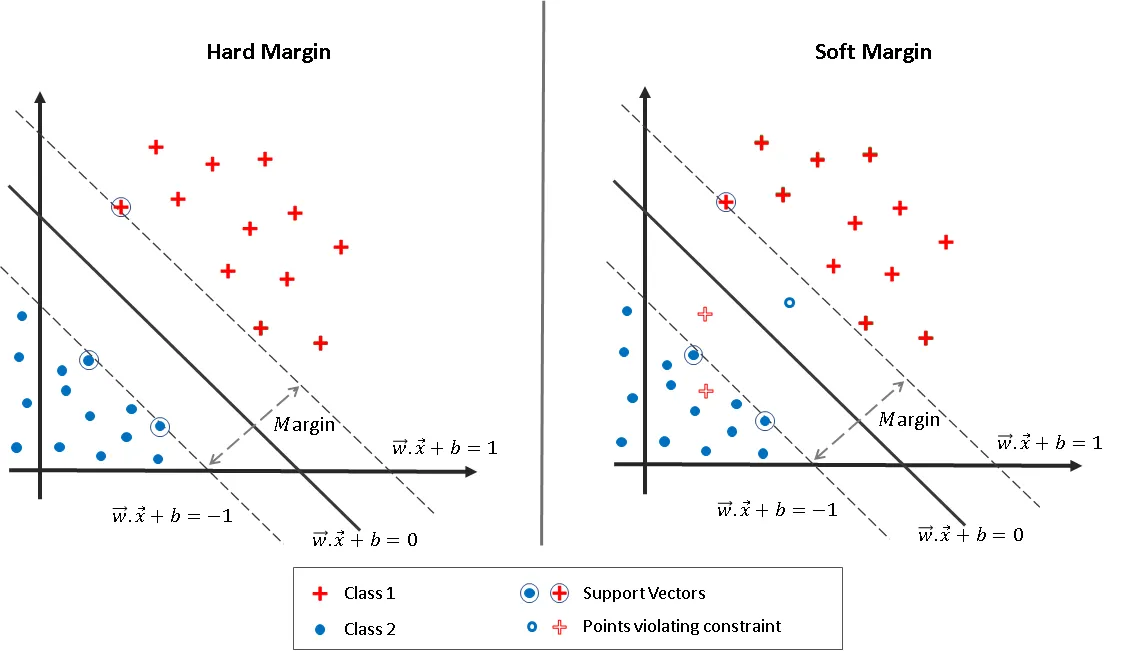 Hard Margin
Margin
w⃗.x⃗ + b = 1
w⃗.x⃗ + b = −1
w⃗.x⃗ + b = 0
Soft Margin
Margin
w⃗.x⃗ + b = 1
w⃗.x⃗ + b = −1
w⃗.x⃗ + b = 0
Class 1
Support Vectors
Class 2
Points violating constraint